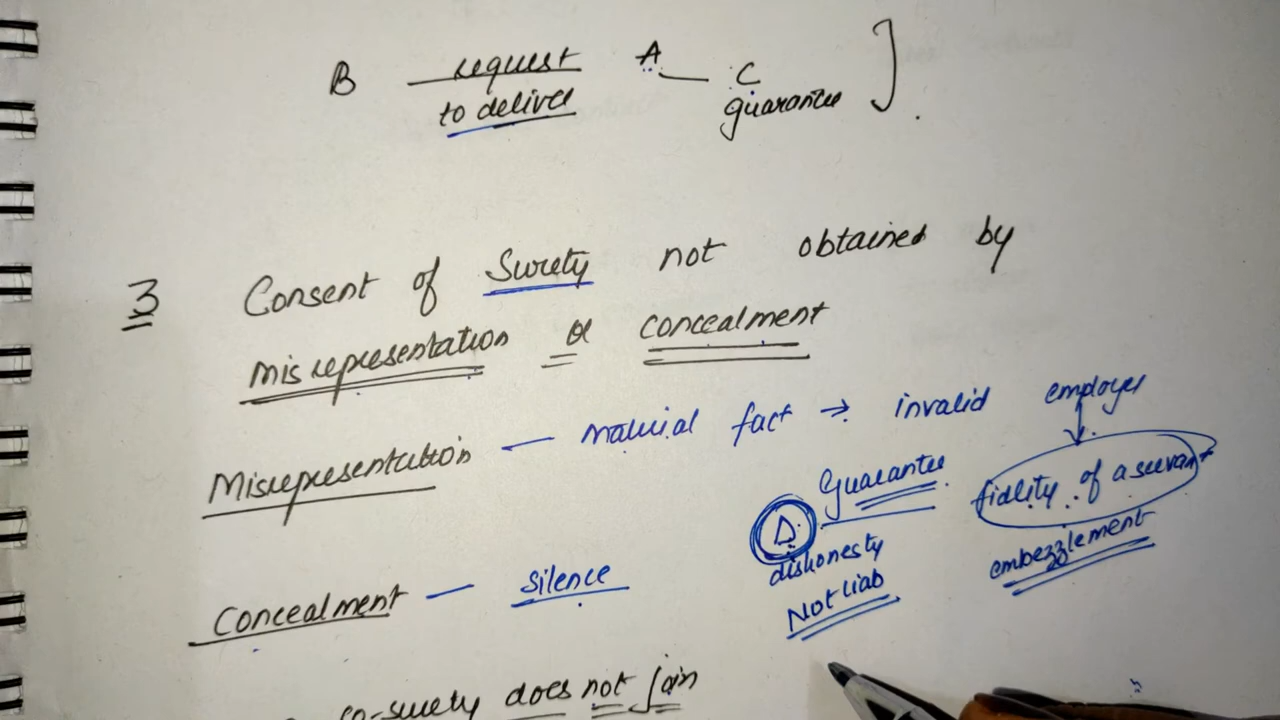 B request A — C ]
to deliver guarantee
3 Consent of Surety not obtained by
misrepresentation or concealment
Misrepresentation — material fact → invalid employer
Guarantee fidelity of a servant
D
dishonesty embezzlement
Not liab
Concealment — silence
co-surety does not join